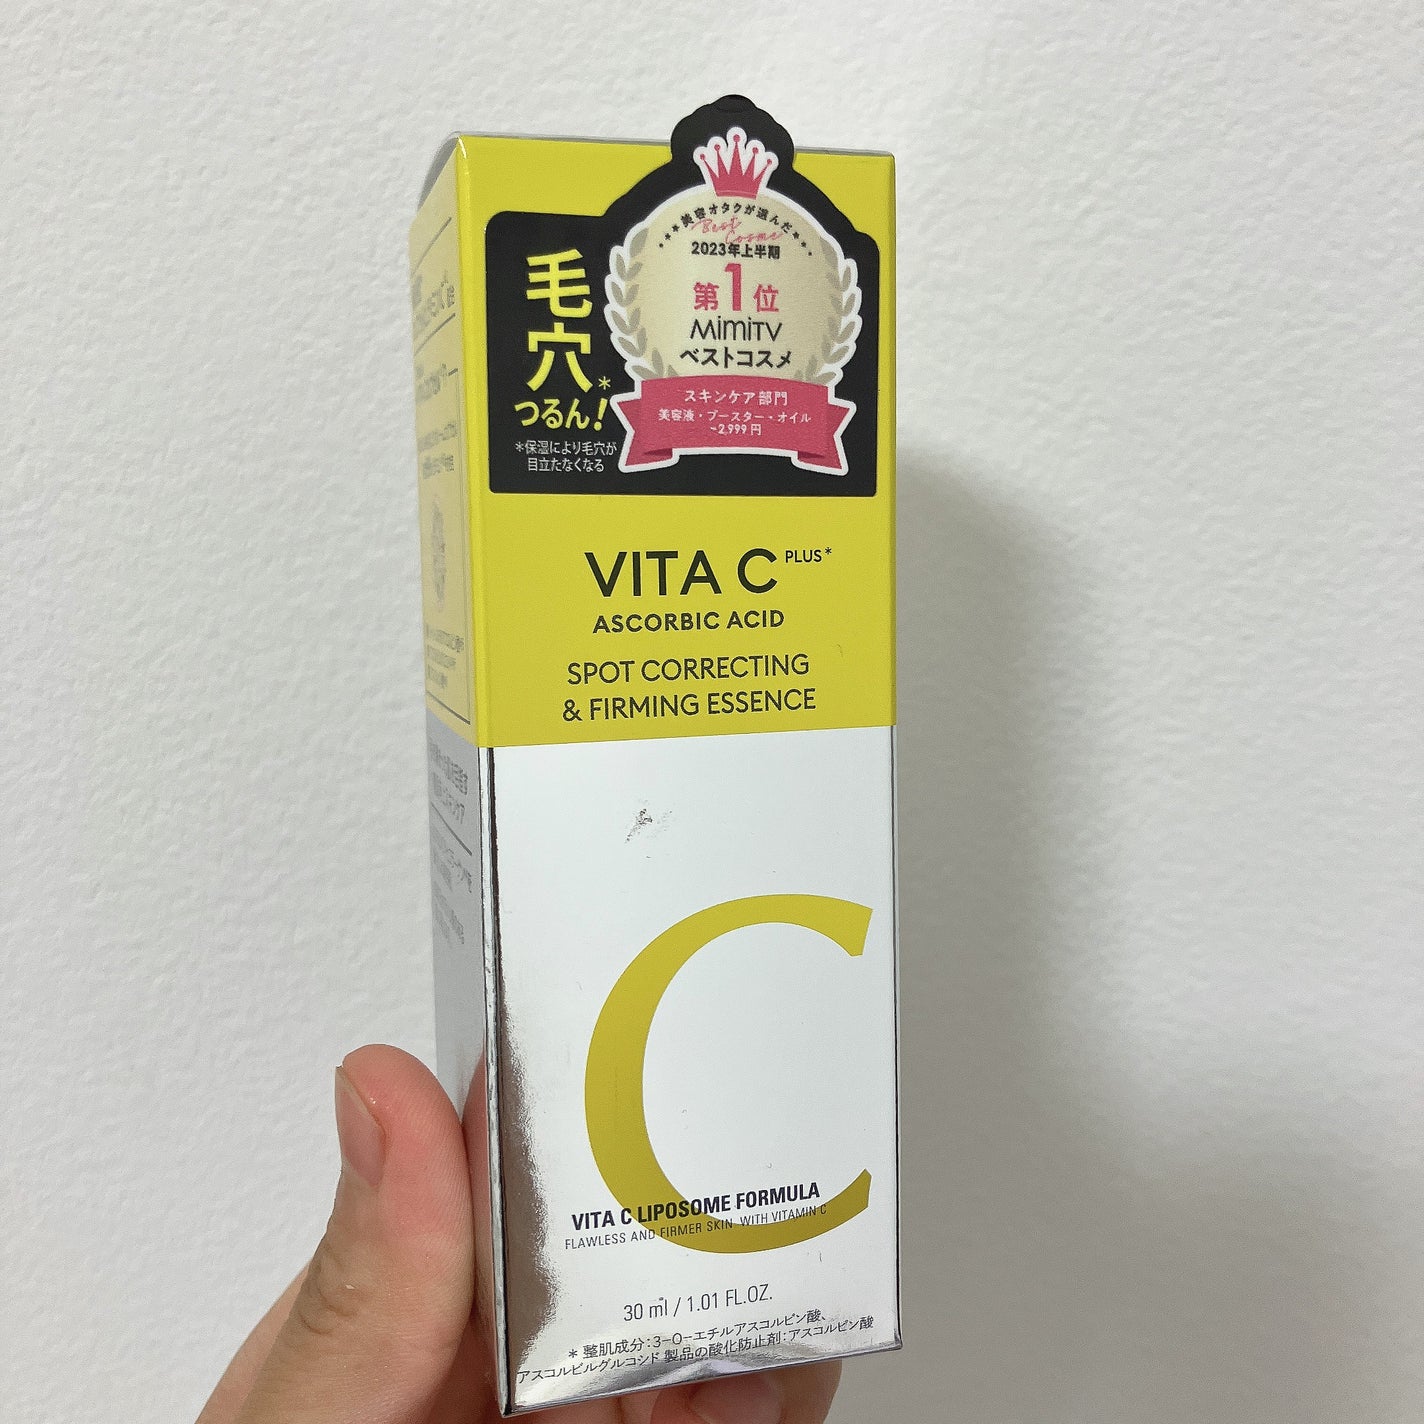 美容オタクが選んだ
Best
Cosme
2023年上半期
第1位
MimiTV
ベストコスメ
スキンケア部門
美容液・ブースター・オイル
~2,999円
毛穴*
つるん!
*保湿により毛穴が
目立たなくなる
VITA C PLUS*
ASCORBIC ACID
SPOT CORRECTING
& FIRMING ESSENCE
C
VITA C LIPOSOME FORMULA
FLAWLESS AND FIRMER SKIN WITH VITAMIN C
30 ml / 1.01 FL.OZ.
* 整肌成分:3-O-エチルアスコルビン酸、
アスコルビルグルコシド 製品の酸化防止剤:アスコルビン酸